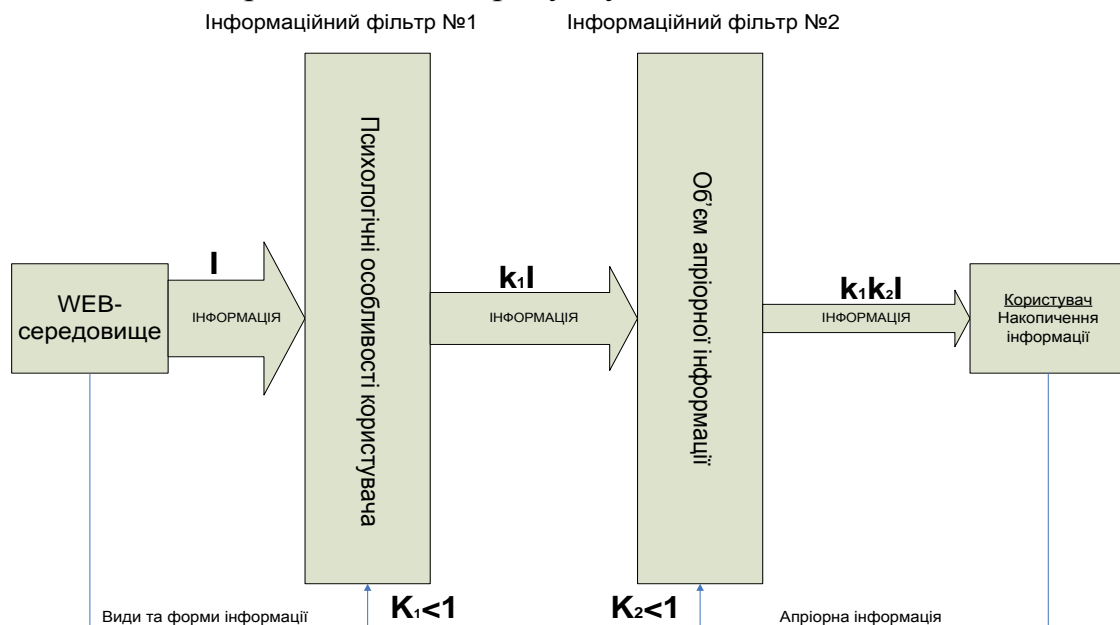 Інформаційний фільтр №1
Інформаційний фільтр №2
Психологічні особливості користувача
Об’єм апріорної інформації
I
k₁I
k₁k₂I
WEB-
середовище
ІНФОРМАЦІЯ
ІНФОРМАЦІЯ
ІНФОРМАЦІЯ
Користувач
Накопичення
інформації
K₁<1
K₂<1
Види та форми інформації
Апріорна інформація